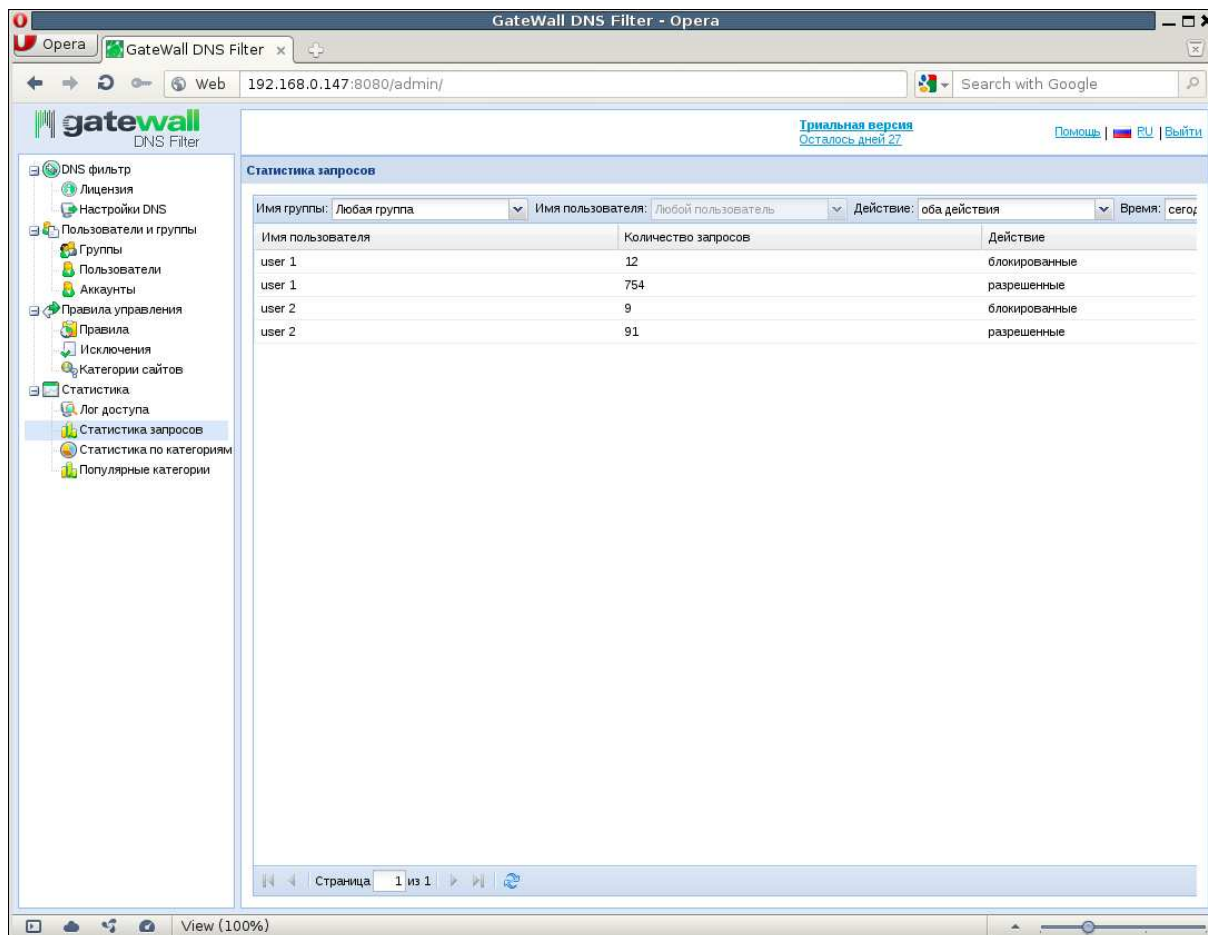 GateWall DNS Filter - Opera
Opera
GateWall DNS Filter
Web
192.168.0.147:8080/admin/
Search with Google
gatewall
DNS Filter
Триальная версия
Осталось дней 27
Помощь | RU | Выйти
DNS фильтр
Лицензия
Настройки DNS
Пользователи и группы
Группы
Пользователи
Аккаунты
Правила управления
Правила
Исключения
Категории сайтов
Статистика
Лог доступа
Статистика запросов
Статистика по категориям
Популярные категории
Статистика запросов
Имя группы: Любая группа Имя пользователя: Любой пользователь Действие: оба действия Время: сегод
Имя пользователя Количество запросов Действие
user 1 12 блокированные
user 1 754 разрешенные
user 2 9 блокированные
user 2 91 разрешенные
Страница 1 из 1
View (100%)